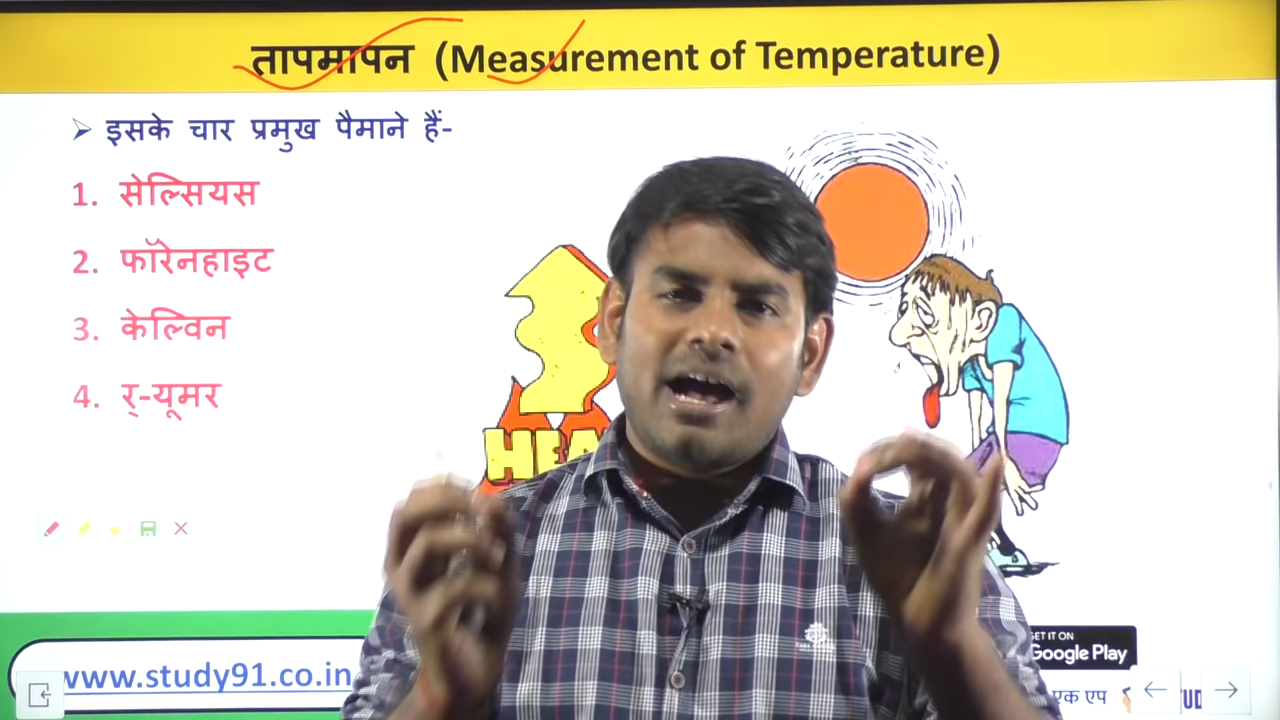 तापमापन (Measurement of Temperature)
➢ इसके चार प्रमुख पैमाने हैं-
1. सेल्सियस
2. फॉरेनहाइट
3. केल्विन
4. र्-यूमर
HEA
www.study91.co.in
GET IT ON
Google Play
एक एप
UD